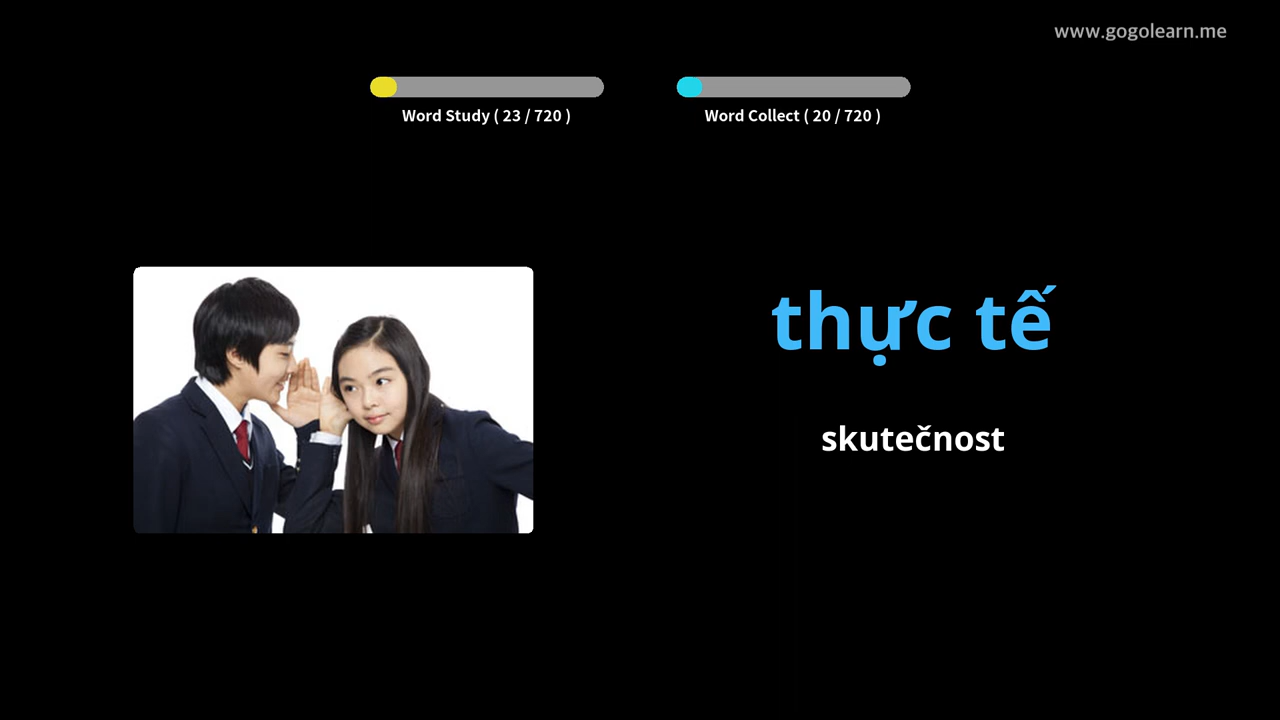 www.gogolearn.me
Word Study ( 23 / 720 )
Word Collect ( 20 / 720 )
thực tế
skutečnost